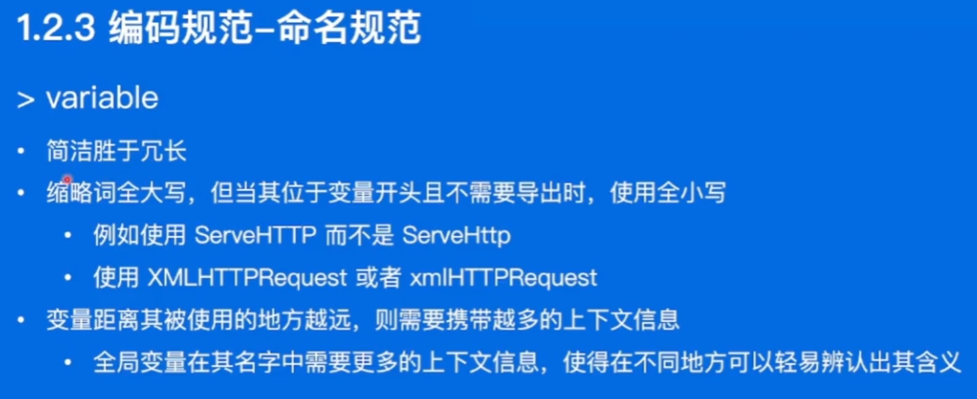 1.2.3 编码规范–命名规范
> variable
• 简洁胜于冗长
• 缩略词全大写，但当其位于变量开头且不需要导出时，使用全小写
• 例如使用 ServeHTTP 而不是 ServeHttp
• 使用 XMLHTTPRequest 或者 xmlHTTPRequest
• 变量距离其被使用的地方越远，则需要携带越多的上下文信息
• 全局变量在其名字中需要更多的上下文信息，使得在不同地方可以轻易辨认出其含义